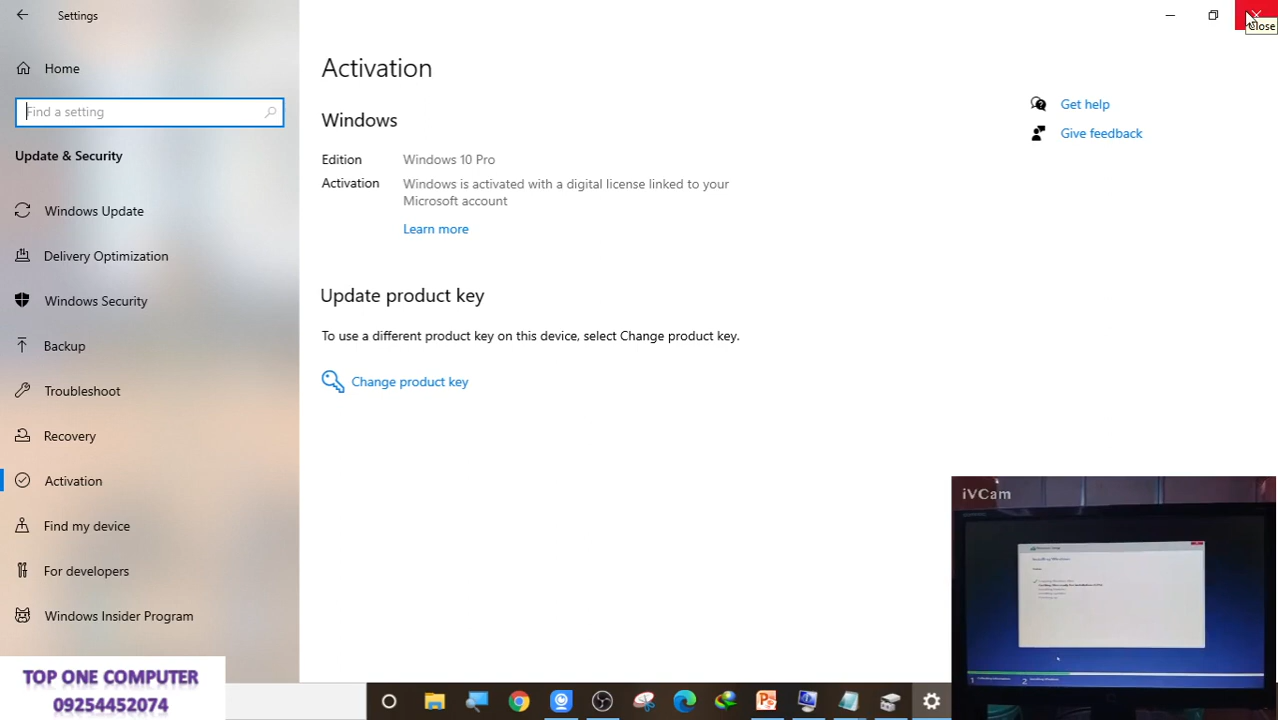 Settings
Close
Home
Find a setting
Update & Security
Windows Update
Delivery Optimization
Windows Security
Backup
Troubleshoot
Recovery
Activation
Find my device
For developers
Windows Insider Program
Activation
Windows
Edition Windows 10 Pro
Activation Windows is activated with a digital license linked to your
Microsoft account
Learn more
Update product key
To use a different product key on this device, select Change product key.
Change product key
Get help
Give feedback
iVCam
TOP ONE COMPUTER
09254452074